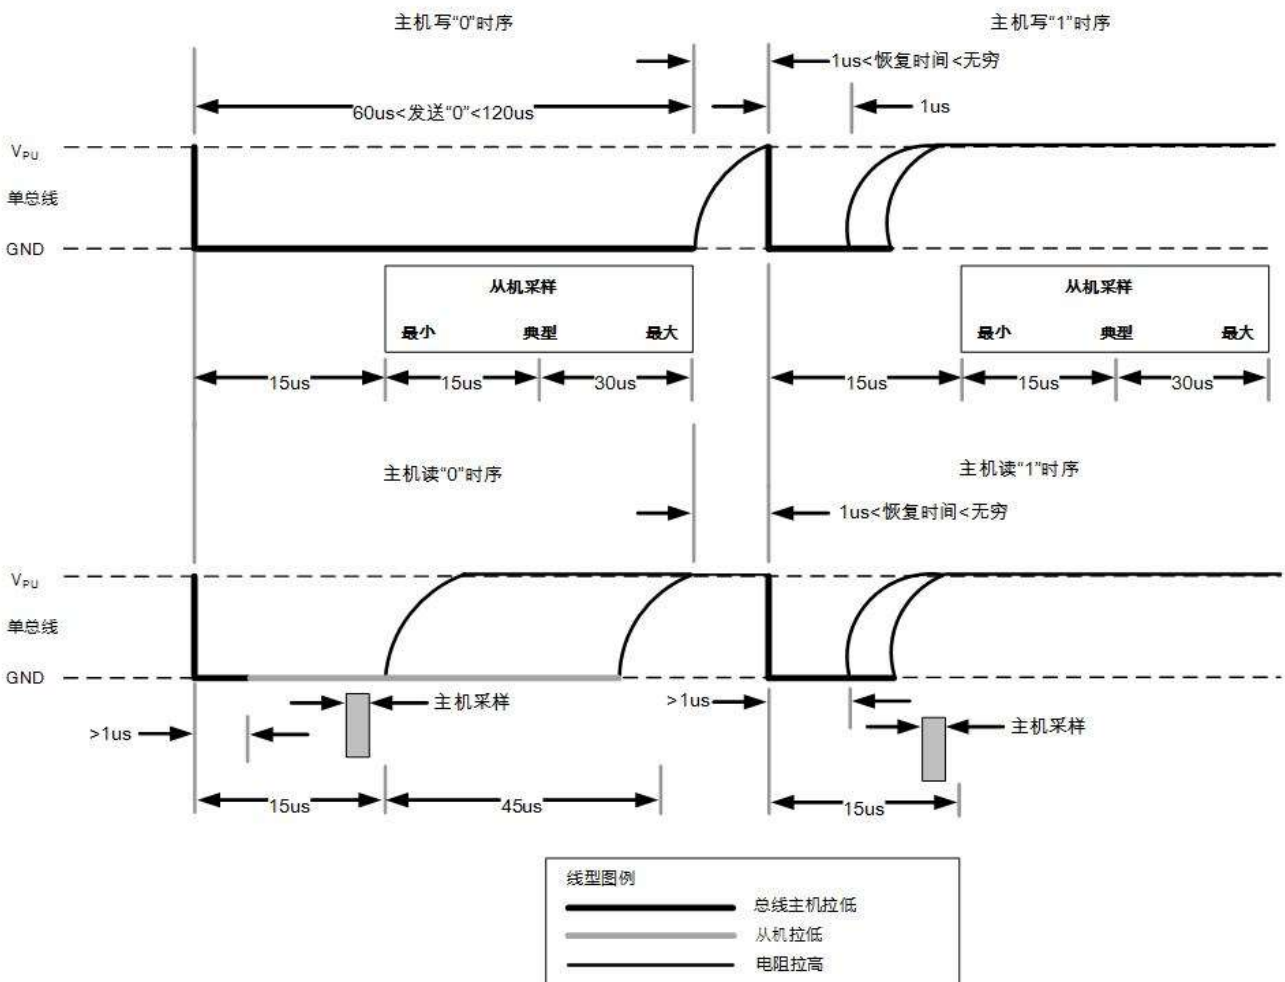 主机写“0”时序
主机写“1”时序
1us<恢复时间<无穷
60us<发送“0”<120us
1us
VPU
单总线
GND
从机采样
最小 典型 最大
从机采样
最小 典型 最大
15us 15us 30us
15us 15us 30us
主机读“0”时序
主机读“1”时序
1us<恢复时间<无穷
VPU
单总线
GND
主机采样
>1us
>1us
主机采样
15us 45us
15us
线型图例
总线主机拉低
从机拉低
电阻拉高